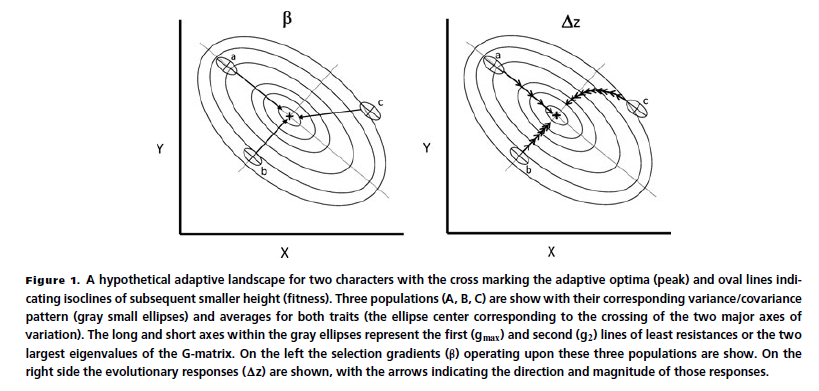 β
Δz
a
c
b
Y
X
a
c
b
Y
X
Figure 1. A hypothetical adaptive landscape for two characters with the cross marking the adaptive optima (peak) and oval lines indi-
cating isoclines of subsequent smaller height (fitness). Three populations (A, B, C) are show with their corresponding variance/covariance
pattern (gray small ellipses) and averages for both traits (the ellipse center corresponding to the crossing of the two major axes of
variation). The long and short axes within the gray ellipses represent the first (gmax) and second (g2) lines of least resistances or the two
largest eigenvalues of the G-matrix. On the left the selection gradients (β) operating upon these three populations are show. On the
right side the evolutionary responses (Δz) are shown, with the arrows indicating the direction and magnitude of those responses.